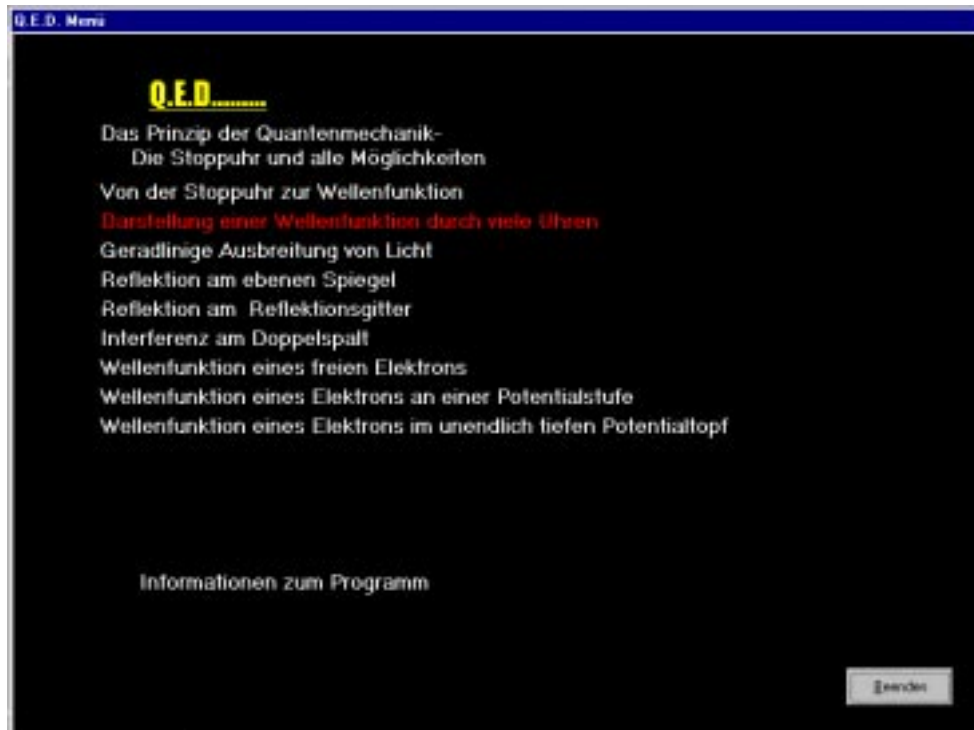 Q.E.D. Menü
Q.E.D.........
Das Prinzip der Quantenmechanik-
Die Stoppuhr und alle Möglichkeiten
Von der Stoppuhr zur Wellenfunktion
Darstellung einer Wellenfunktion durch viele Uhren
Geradlinige Ausbreitung von Licht
Reflektion am ebenen Spiegel
Reflektion am Reflektionsgitter
Interferenz am Doppelspalt
Wellenfunktion eines freien Elektrons
Wellenfunktion eines Elektrons an einer Potentialstufe
Wellenfunktion eines Elektrons im unendlich tiefen Potentialtopf
Informationen zum Programm
Beenden